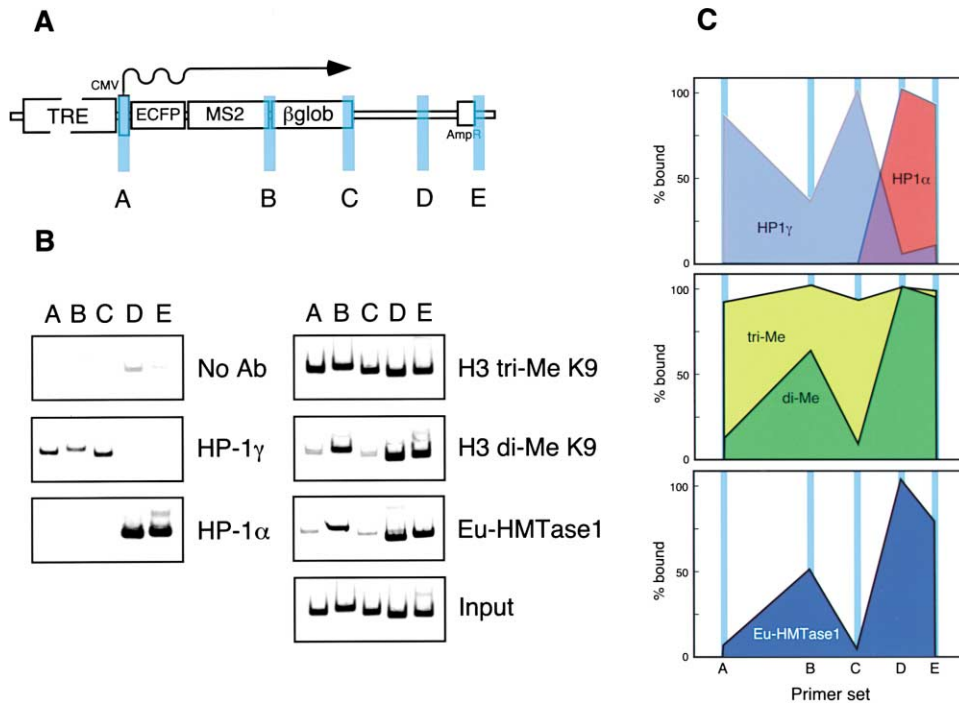 A
CMV
TRE
ECFP
MS2
βglob
AmpR
A B C D E
B
A B C D E
No Ab
HP-1γ
HP-1α
A B C D E
H3 tri-Me K9
H3 di-Me K9
Eu-HMTase1
Input
C
100
% bound
50
0
HP1γ
HP1α
100
% bound
50
0
tri-Me
di-Me
100
% bound
50
0
Eu-HMTase1
A B C D E
Primer set